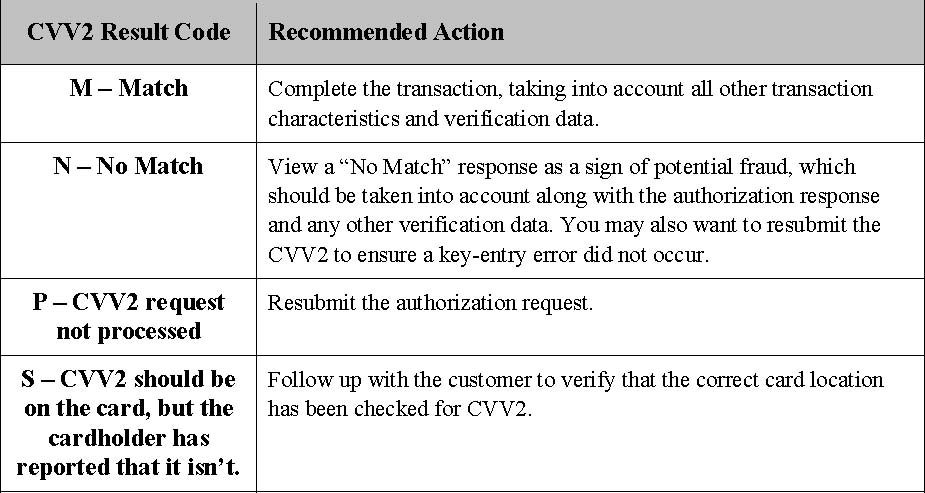 CVV2 Result Code
Recommended Action
M – Match
Complete the transaction, taking into account all other transaction
characteristics and verification data.
N – No Match
View a “No Match” response as a sign of potential fraud, which
should be taken into account along with the authorization response
and any other verification data. You may also want to resubmit the
CVV2 to ensure a key-entry error did not occur.
P – CVV2 request
not processed
Resubmit the authorization request.
S – CVV2 should be
on the card, but the
cardholder has
reported that it isn’t.
Follow up with the customer to verify that the correct card location
has been checked for CVV2.